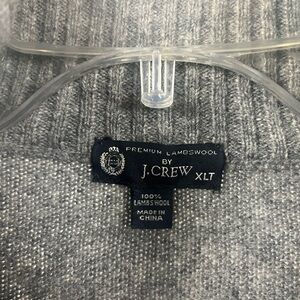 PREMIUM LAMBSWOOL
BY
J.CREW XLT
100%
LAMBSWOOL
MADE IN
CHINA